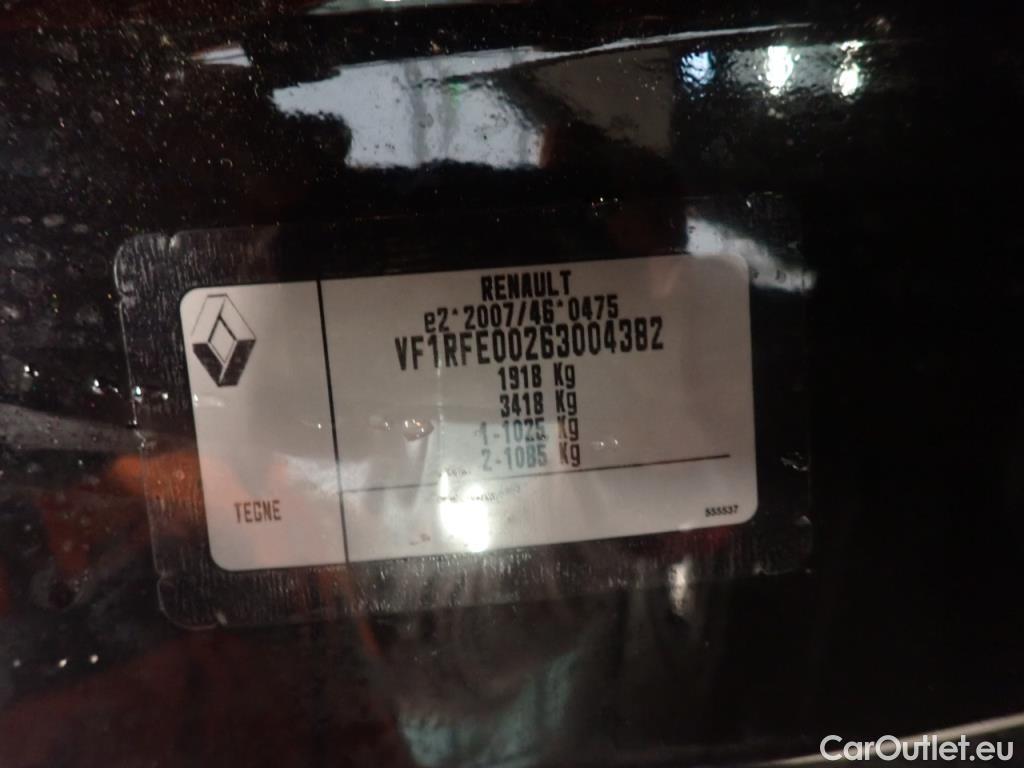 RENAULT
e2*2007/46*0475
VF1RFE00263004382
1918 Kg
3418 Kg
1-1025 Kg
2-1085 Kg
TEGNE
555537
CarOutlet.eu